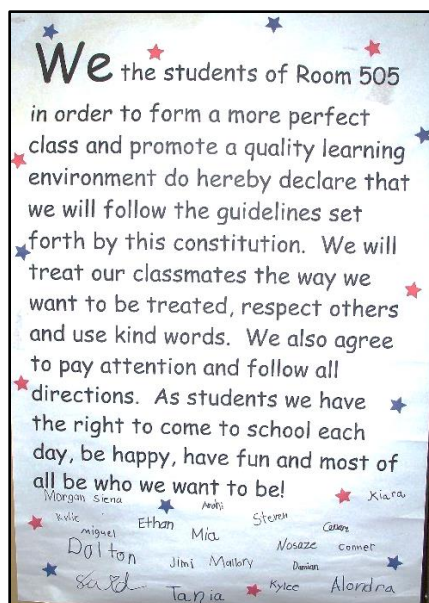 We the students of Room 505
in order to form a more perfect
class and promote a quality learning
environment do hereby declare that
we will follow the guidelines set
forth by this constitution. We will
treat our classmates the way we
want to be treated, respect others
and use kind words. We also agree
to pay attention and follow all
directions. As students we have
the right to come to school each
day, be happy, have fun and most of
all be who we want to be!
Morgan Siena Kiara
Kylie Ethan Steven
Miguel Mia
Dalton Nosaze Conner
Jimi Mallory Damian
Tania Kylee Alondra